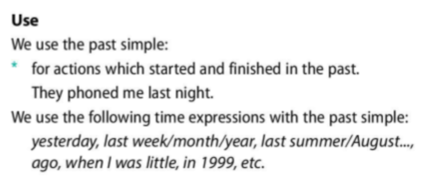 Use
We use the past simple:
* for actions which started and finished in the past.
They phoned me last night.
We use the following time expressions with the past simple:
yesterday, last week/month/year, last summer/August...,
ago, when I was little, in 1999, etc.